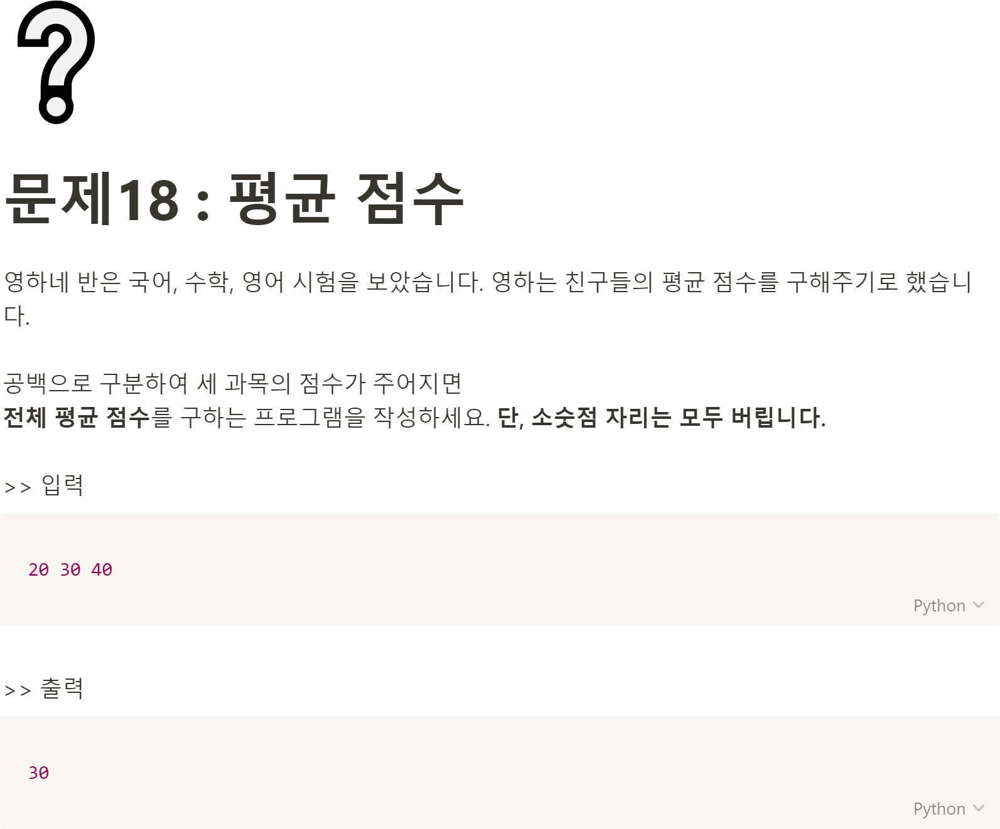 문제18 : 평균 점수
영하네 반은 국어, 수학, 영어 시험을 보았습니다. 영하는 친구들의 평균 점수를 구해주기로 했습니
다.
공백으로 구분하여 세 과목의 점수가 주어지면
전체 평균 점수를 구하는 프로그램을 작성하세요. 단, 소숫점 자리는 모두 버립니다.
>> 입력
20 30 40
Python
>> 출력
30
Python